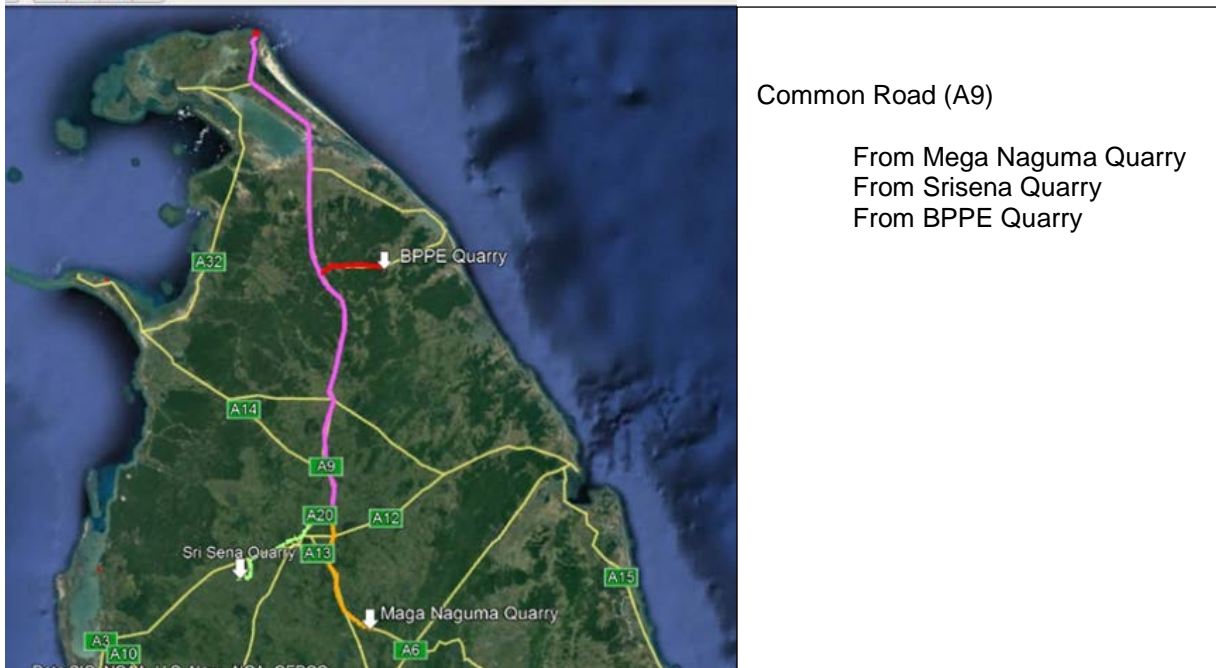 Common Road (A9)
From Mega Naguma Quarry
From Srisena Quarry
From BPPE Quarry
BPPE Quarry
A32
A14
A9
A20
A12
Sri Sena Quarry
A13
A15
Maga Naguma Quarry
A3
A6
A10